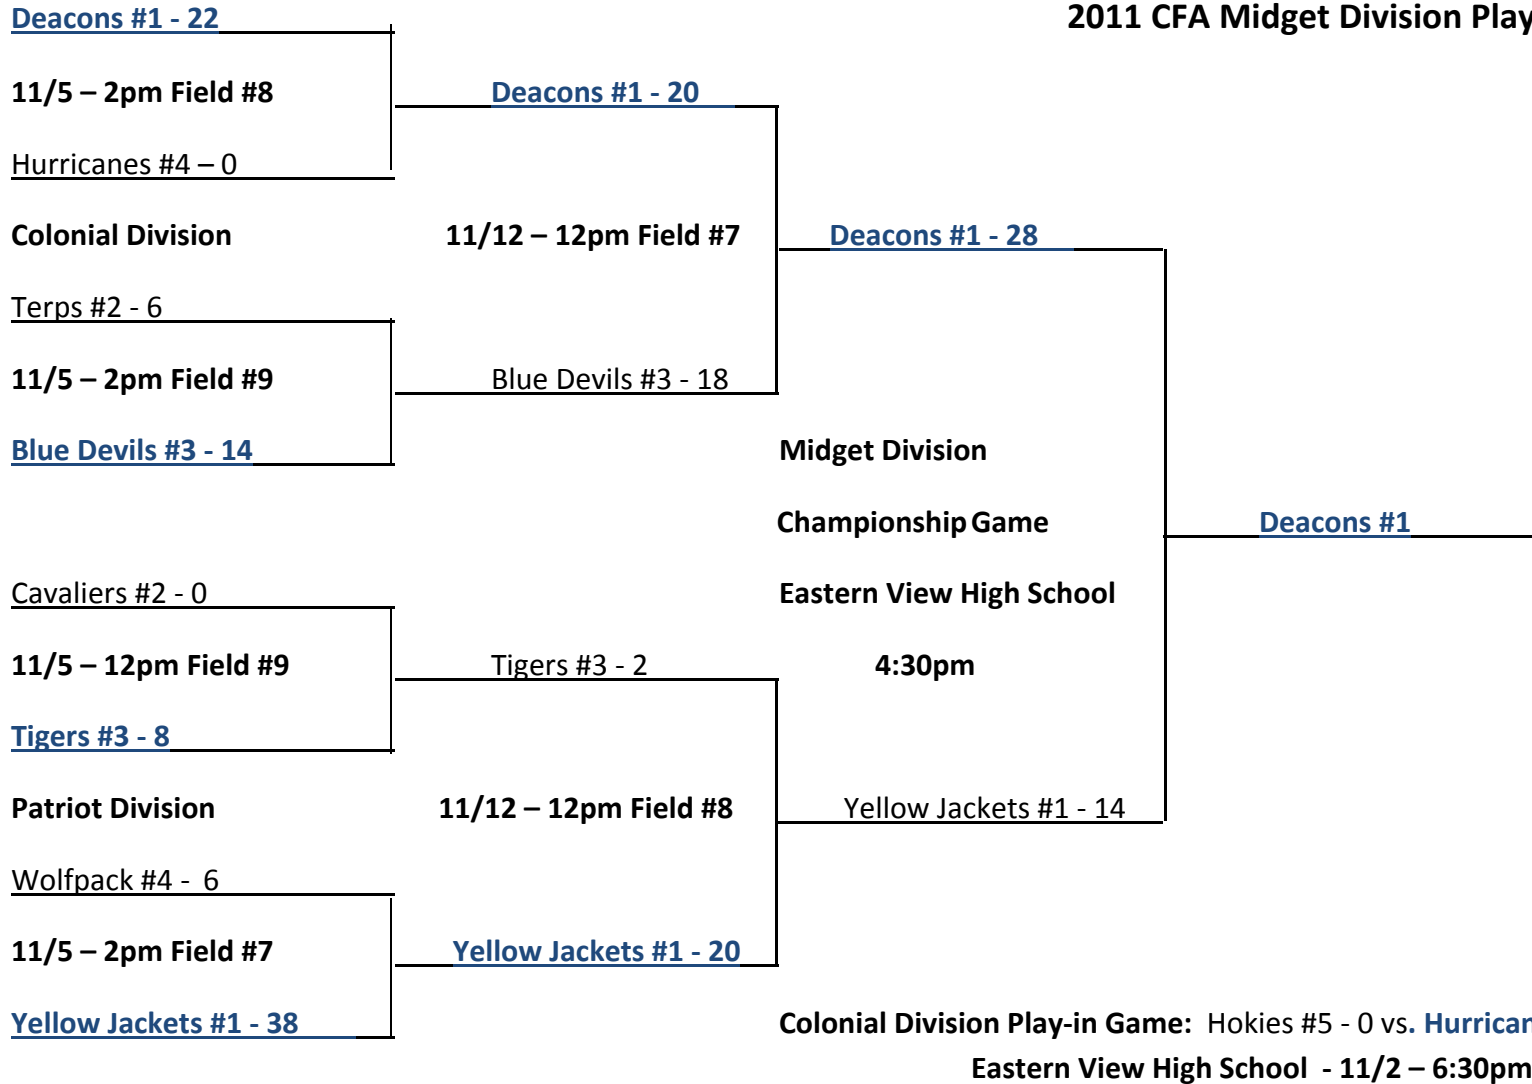 Deacons #1 - 22
2011 CFA Midget Division Play
11/5 – 2pm Field #8
Deacons #1 - 20
Hurricanes #4 – 0
Colonial Division
11/12 – 12pm Field #7
Deacons #1 - 28
Terps #2 - 6
11/5 – 2pm Field #9
Blue Devils #3 - 18
Blue Devils #3 - 14
Midget Division
Championship Game
Deacons #1
Cavaliers #2 - 0
Eastern View High School
11/5 – 12pm Field #9
Tigers #3 - 2
4:30pm
Tigers #3 - 8
Patriot Division
11/12 – 12pm Field #8
Yellow Jackets #1 - 14
Wolfpack #4 - 6
11/5 – 2pm Field #7
Yellow Jackets #1 - 20
Yellow Jackets #1 - 38
Colonial Division Play-in Game: Hokies #5 - 0 vs. Hurrican
Eastern View High School - 11/2 – 6:30pm